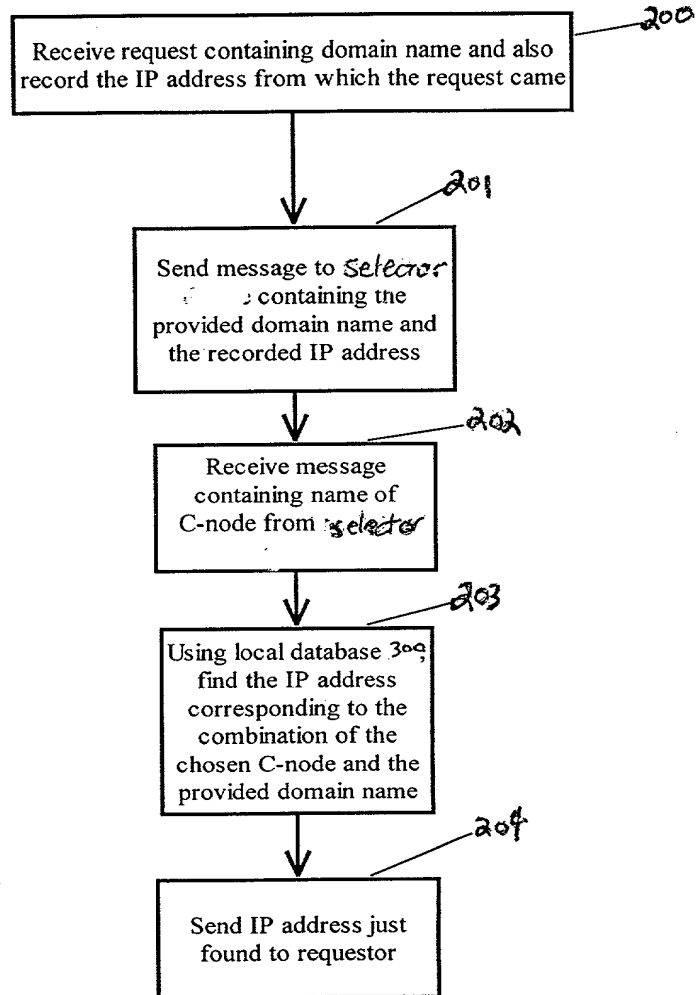 200
Receive request containing domain name and also
record the IP address from which the request came
201
Send message to selector
containing the
provided domain name and
the recorded IP address
202
Receive message
containing name of
C-node from selector
203
Using local database 300,
find the IP address
corresponding to the
combination of the
chosen C-node and the
provided domain name
204
Send IP address just
found to requestor